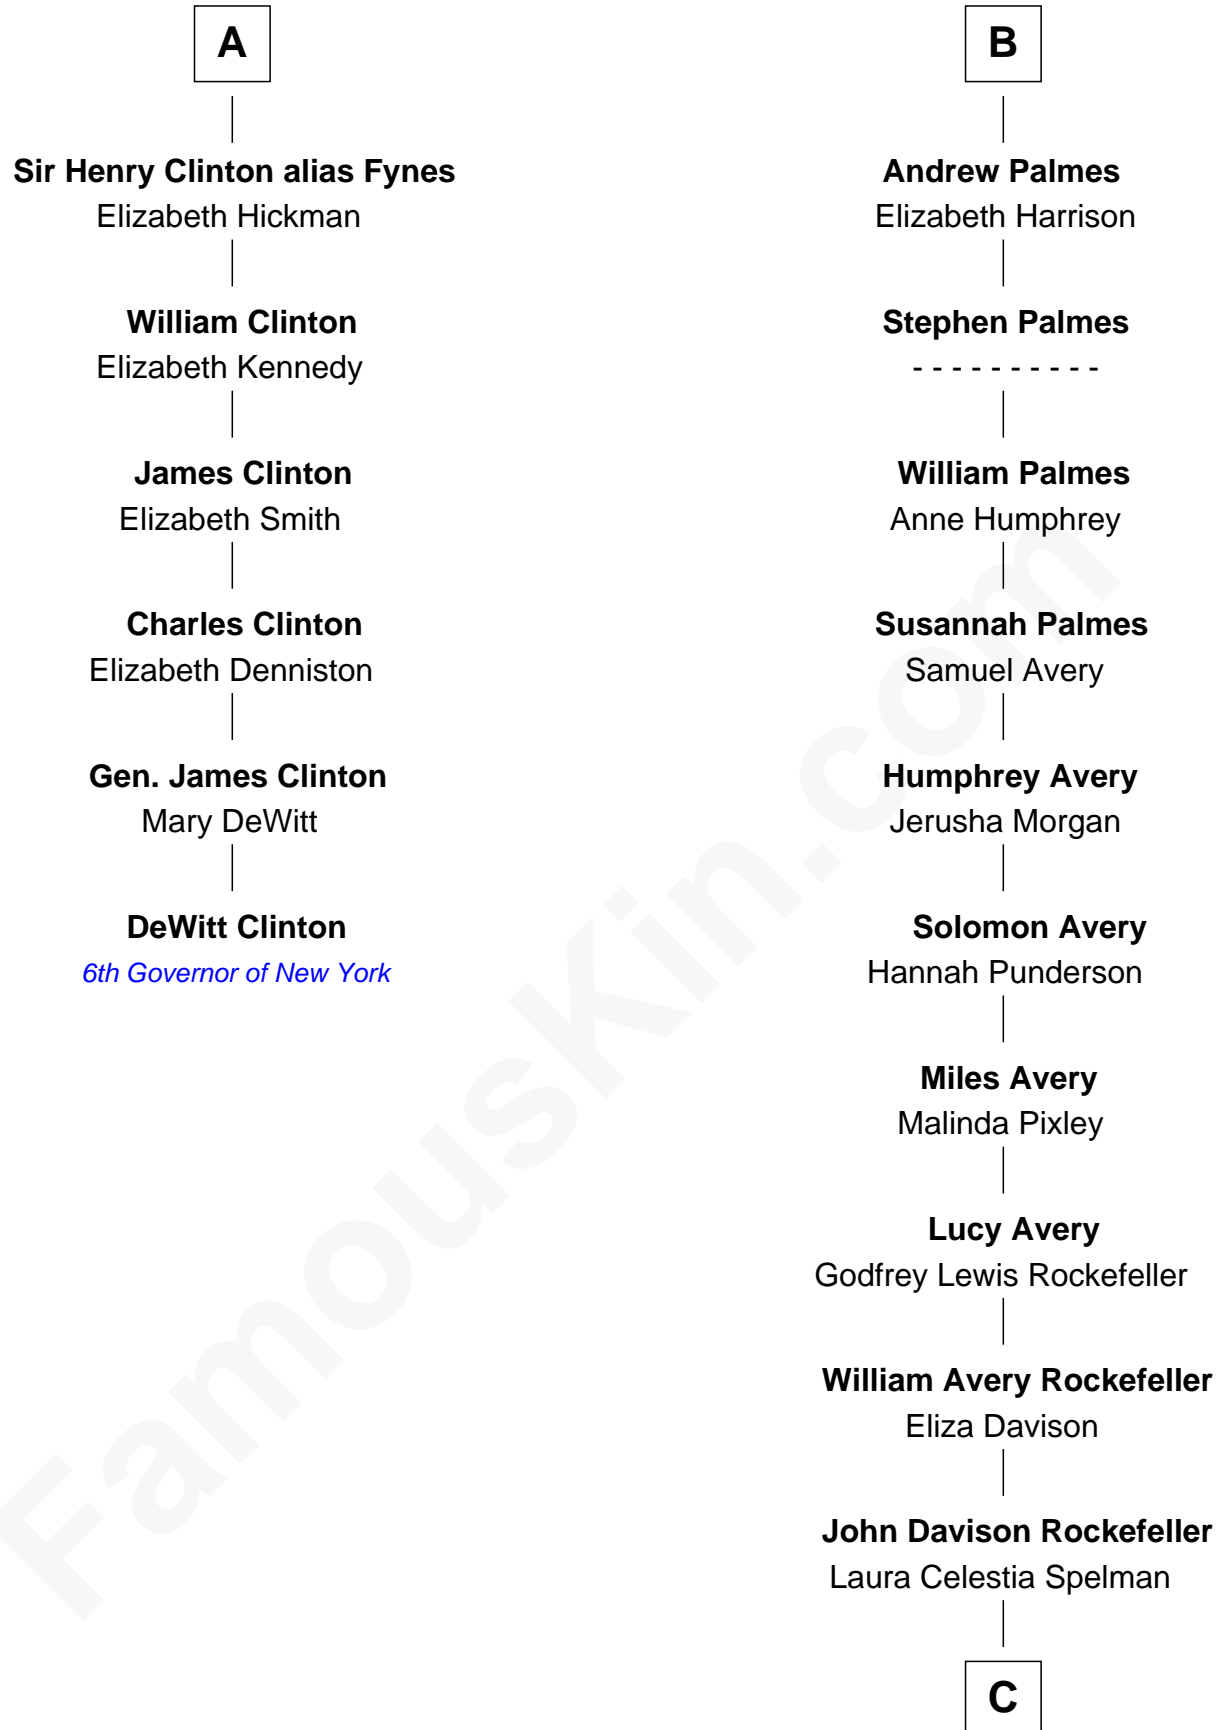 A
Sir Henry Clinton alias Fynes
Elizabeth Hickman
William Clinton
Elizabeth Kennedy
James Clinton
Elizabeth Smith
Charles Clinton
Elizabeth Denniston
Gen. James Clinton
Mary DeWitt
DeWitt Clinton
6th Governor of New York
B
Andrew Palmes
Elizabeth Harrison
Stephen Palmes
- - - - - - - - - -
William Palmes
Anne Humphrey
Susannah Palmes
Samuel Avery
Humphrey Avery
Jerusha Morgan
Solomon Avery
Hannah Punderson
Miles Avery
Malinda Pixley
Lucy Avery
Godfrey Lewis Rockefeller
William Avery Rockefeller
Eliza Davison
John Davison Rockefeller
Laura Celestia Spelman
C
FamousKin.com